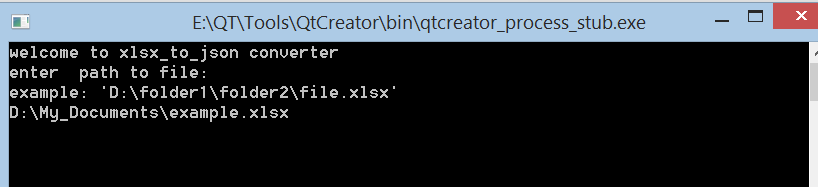 E:\QT\Tools\QtCreator\bin\qtcreator_process_stub.exe
welcome to xlsx_to_json converter
enter  path to file:
example: 'D:\folder1\folder2\file.xlsx'
D:\My_Documents\example.xlsx